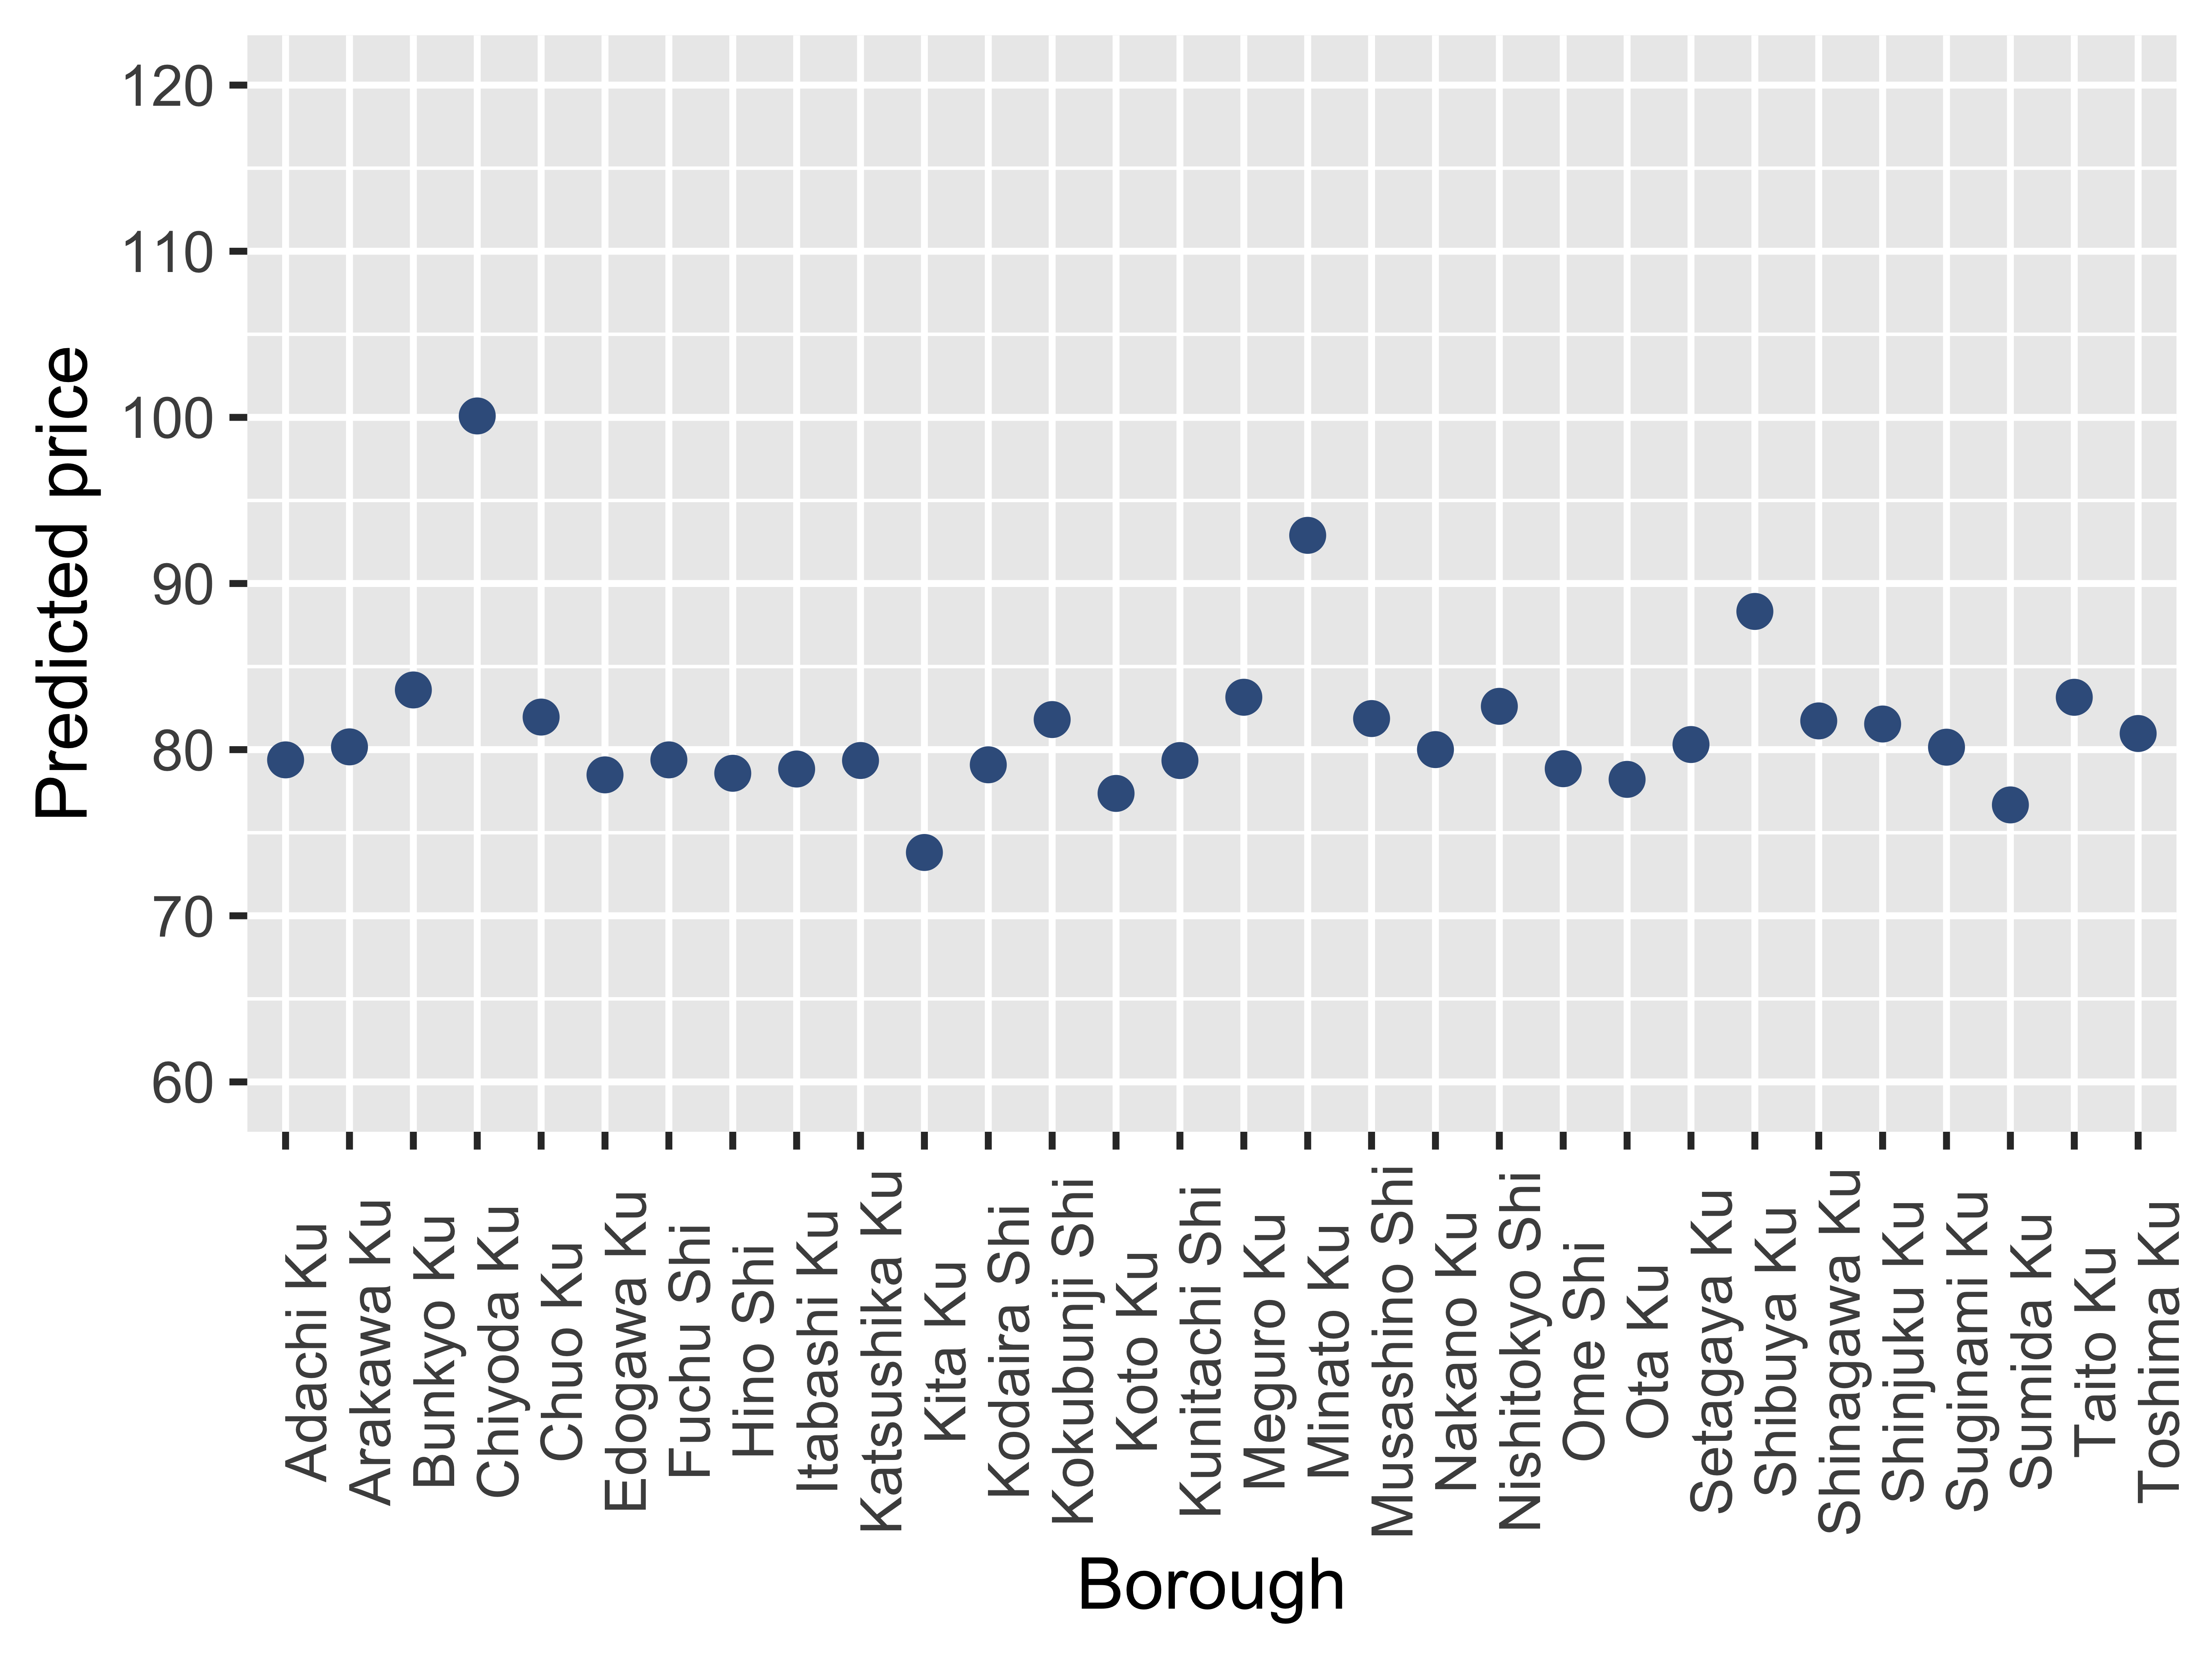 Predicted price
120
110
100
90
80
70
60
Adachi Ku
Arakawa Ku
Bunkyo Ku
Chiyoda Ku
Chuo Ku
Edogawa Ku
Fuchu Shi
Hino Shi
Itabashi Ku
Katsushika Ku
Kita Ku
Kodaira Shi
Kokubunji Shi
Koto Ku
Kunitachi Shi
Meguro Ku
Minato Ku
Musashino Shi
Nakano Ku
Nishitokyo Shi
Ome Shi
Ota Ku
Setagaya Ku
Shibuya Ku
Shinagawa Ku
Shinjuku Ku
Suginami Ku
Sumida Ku
Taito Ku
Toshima Ku
Borough